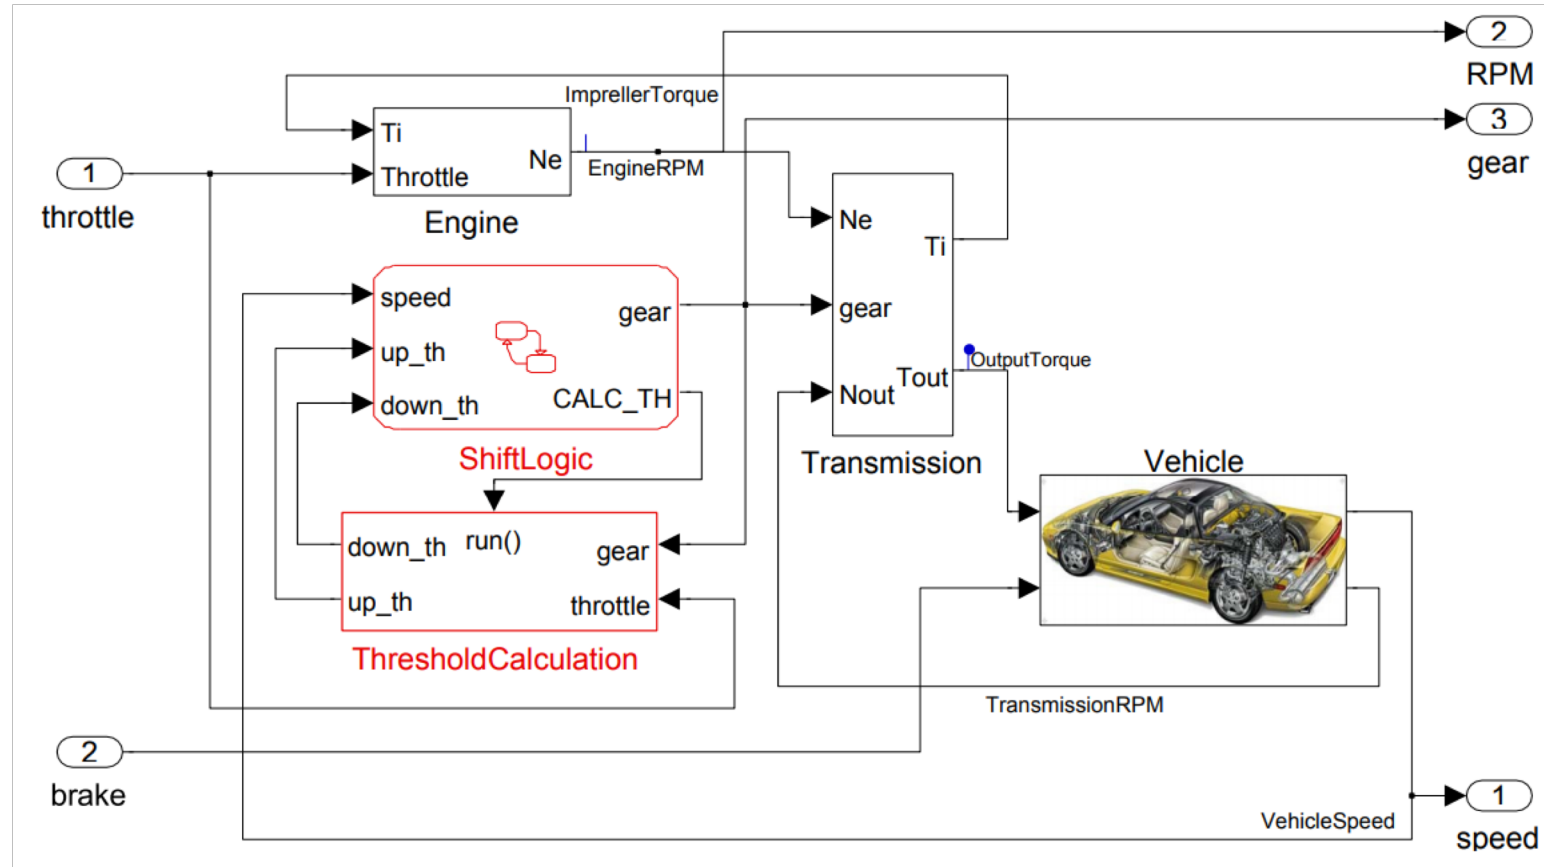 2
RPM
ImprellerTorque
3
gear
Ti
Throttle
Ne
Engine
EngineRPM
1
throttle
Ne
gear
Nout
Ti
Tout
Transmission
OutputTorque
speed
up_th
down_th
gear
CALC_TH
ShiftLogic
Vehicle
down_th
up_th
run()
gear
throttle
ThresholdCalculation
TransmissionRPM
2
brake
VehicleSpeed
1
speed